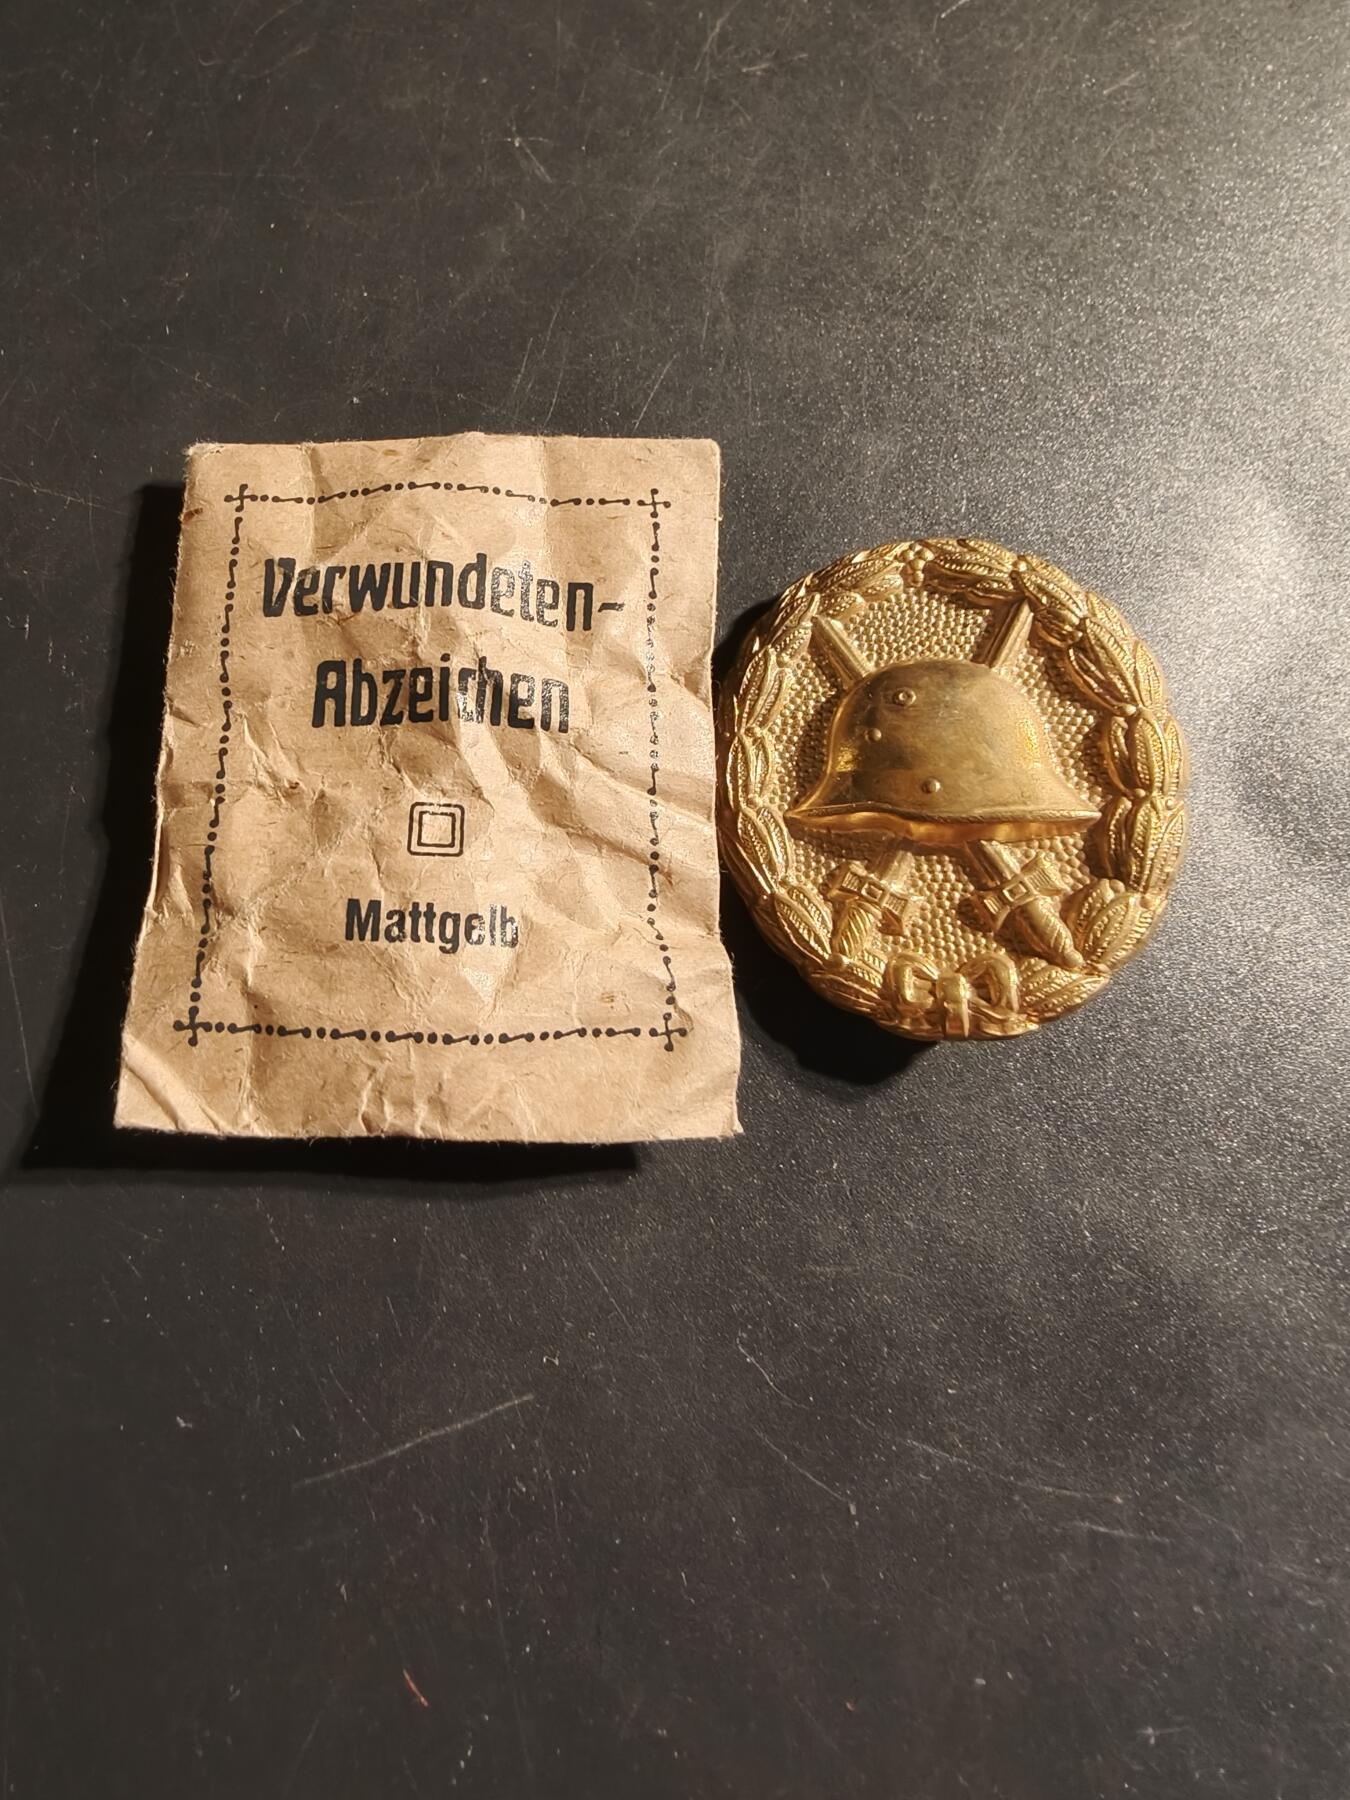 Verwundeten-
Abzeichen
Mattgelb